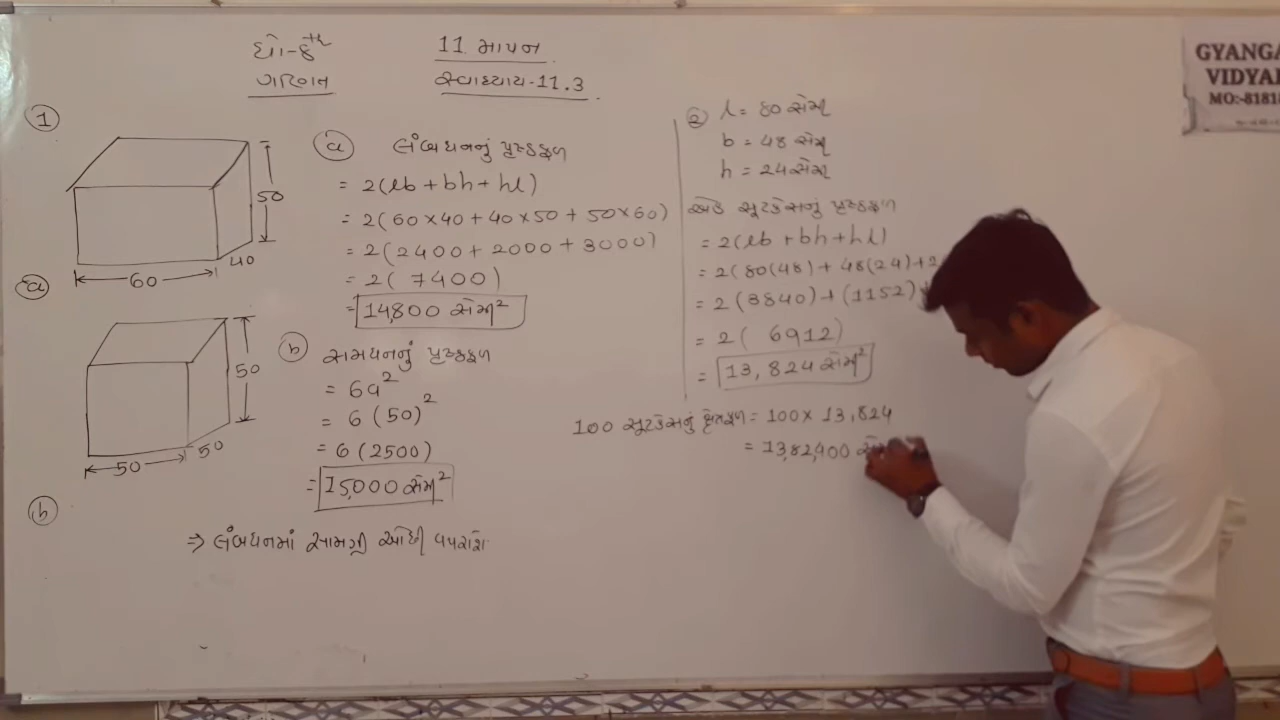 ધો-8th
ગણિત
11 માપન
સ્વાધ્યાય-11.3
GYANGA
VIDYAL
MO:-8181
1
50
40
60
a
50
50
50
b
a લંબઘનનું પૃષ્ઠફળ
= 2(lb + bh + hl)
= 2(60×40 + 40×50 + 50×60)
= 2(2400 + 2000 + 3000)
= 2( 7400 )
= 14,800 સેમી²
b સમઘનનું પૃષ્ઠફળ
= 6a²
= 6(50)²
= 6(2500)
= 15,000 સેમી²
⇒ લંબઘનમાં સામગ્રી ઓછી વપરાશે
2 l = 80 સેમી
b = 48 સેમી
h = 24 સેમી
એક સૂટકેસનું પૃષ્ઠફળ
= 2(lb + bh + hl)
= 2(80(48) + 48(24) + 2
= 2(3840) + (1152)
= 2( 6912)
= 13,824 સેમી²
100 સૂટકેસનું ક્ષેત્રફળ = 100 × 13,824
= 13,82,400